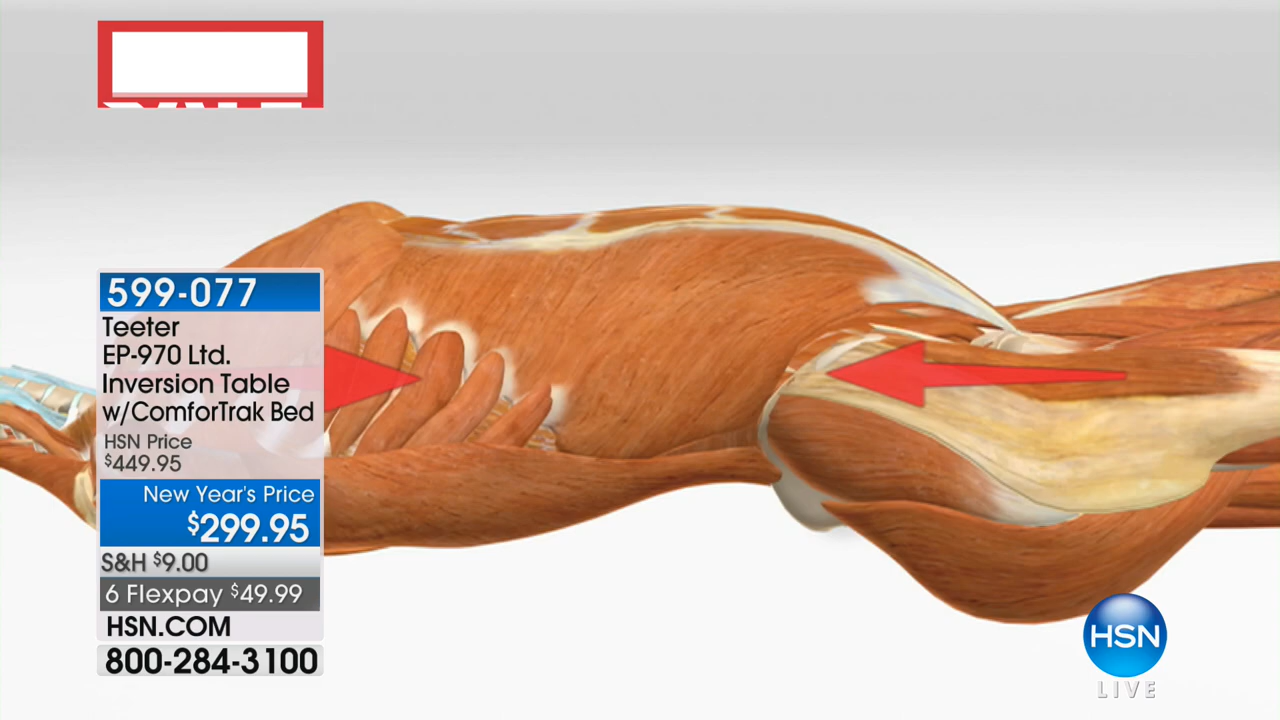 599-077
Teeter
EP-970 Ltd.
Inversion Table
w/ComforTrak Bed
HSN Price
$449.95
New Year's Price
$299.95
S&H $9.00
6 Flexpay $49.99
HSN.COM
800-284-3100
HSN
LIVE